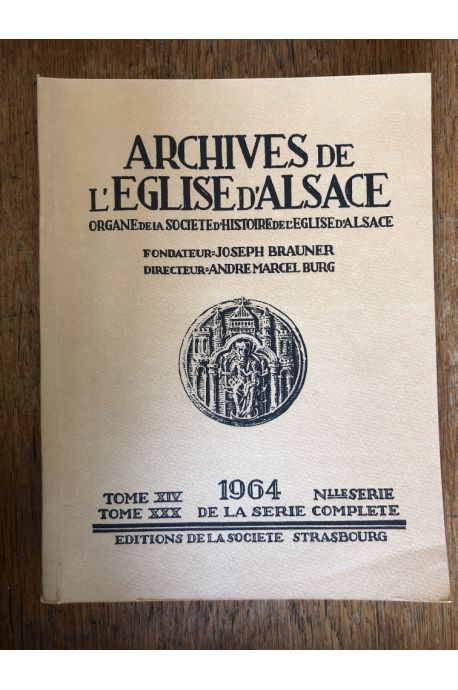 ARCHIVES DE
L'EGLISE D'ALSACE
ORGANE DE LA SOCIETE D'HISTOIRE DE L'EGLISE D'ALSACE
FONDATEUR: JOSEPH BRAUNER
DIRECTEUR: ANDRE MARCEL BURG
TOME XIV 1964 NLLE SERIE
TOME XXX DE LA SERIE COMPLETE
EDITIONS DE LA SOCIETE STRASBOURG